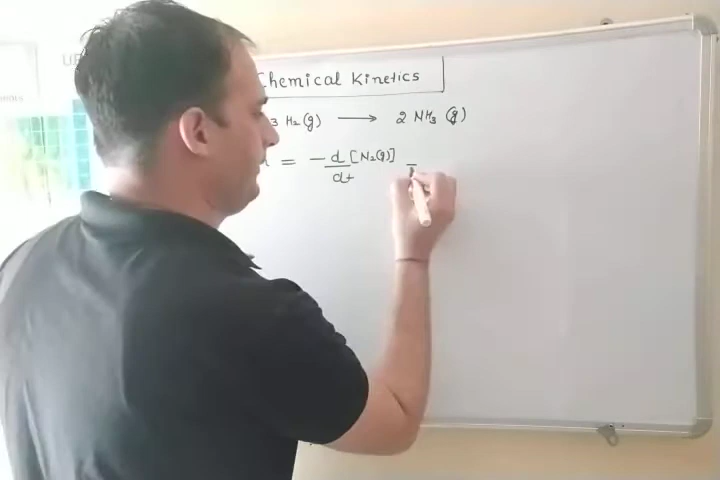 Chemical Kinetics
3 H₂ (g) ⟶ 2 NH₃ (g)
= - d [N₂(g)]
dt